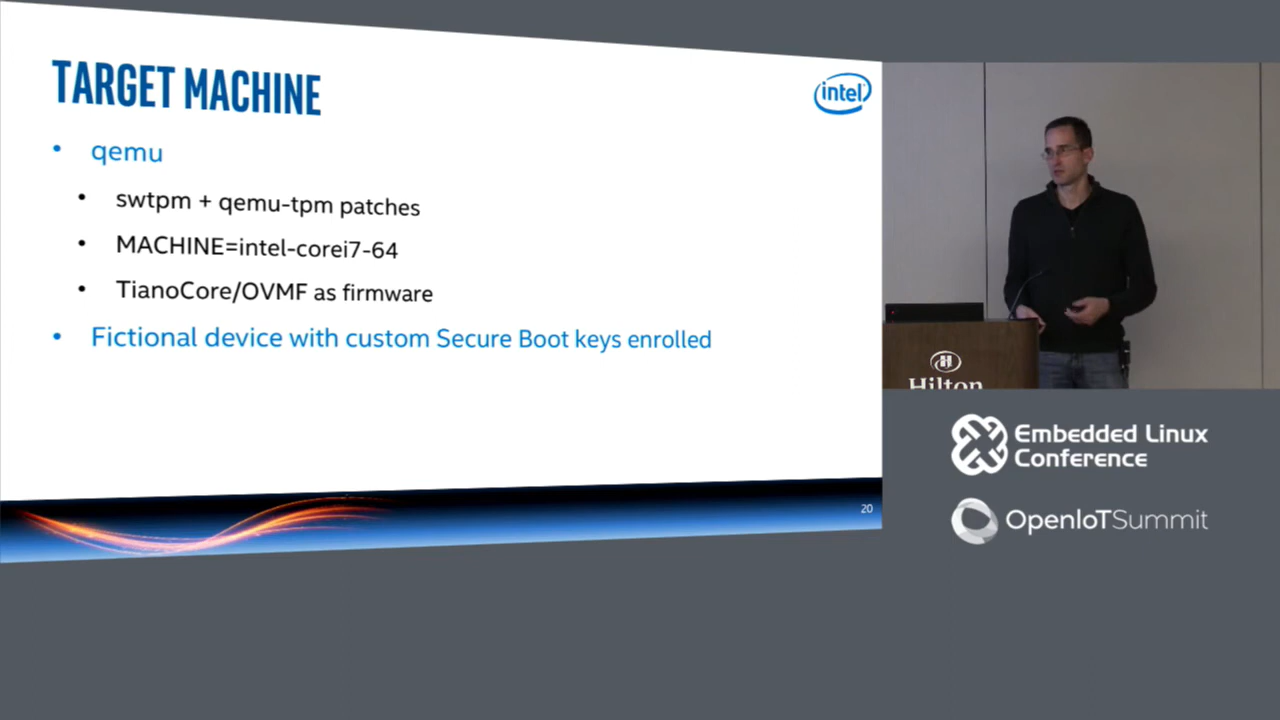 TARGET MACHINE
intel
• qemu
• swtpm + qemu-tpm patches
• MACHINE=intel-corei7-64
• TianoCore/OVMF as firmware
• Fictional device with custom Secure Boot keys enrolled
20
Hilton
Embedded Linux
Conference
OpenIoTSummit